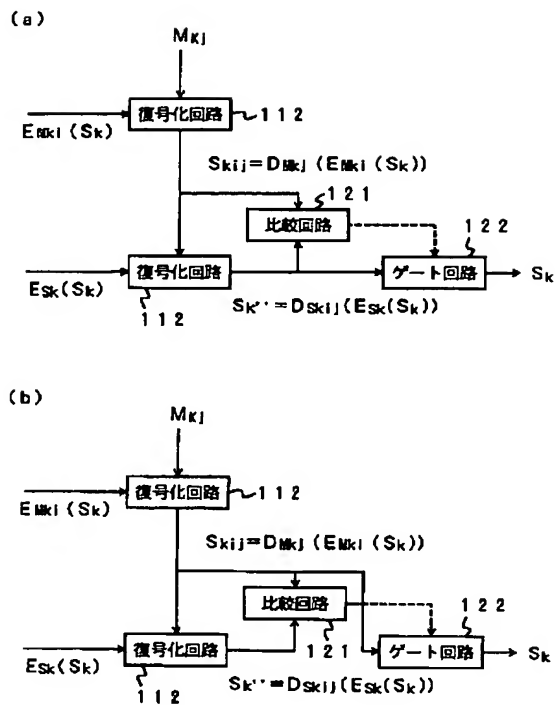 (a)
MKj
復号化回路
112
EMki(Sk)
Skij=DMkj(EMki(Sk))
121
比較回路
122
復号化回路
ゲート回路
Sk
ESk(Sk)
112
Sk''=DSkij(ESk(Sk))
(b)
MKj
復号化回路
112
EMki(Sk)
Skij=DMkj(EMki(Sk))
比較回路
122
121
復号化回路
ゲート回路
Sk
ESk(Sk)
112
Sk''=DSkij(ESk(Sk))